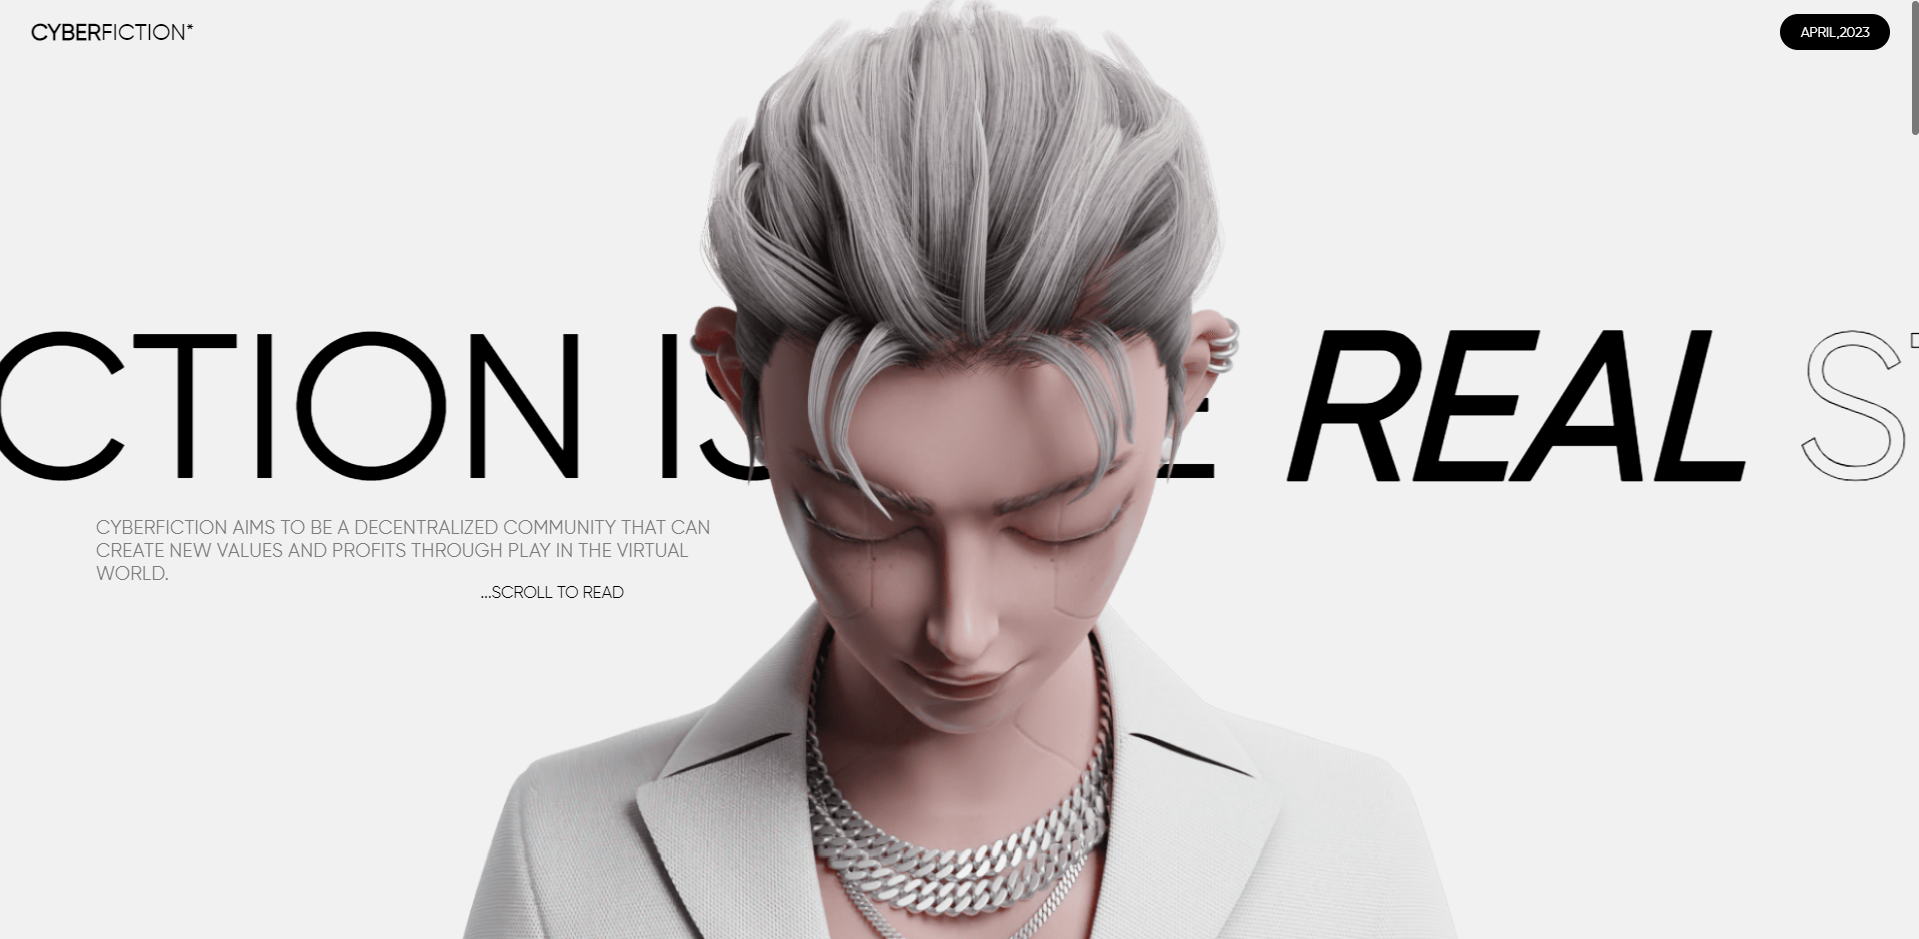 CYBERFICTION*
APRIL,2023
CTION IS REAL
CYBERFICTION AIMS TO BE A DECENTRALIZED COMMUNITY THAT CAN
CREATE NEW VALUES AND PROFITS THROUGH PLAY IN THE VIRTUAL
WORLD.
...SCROLL TO READ